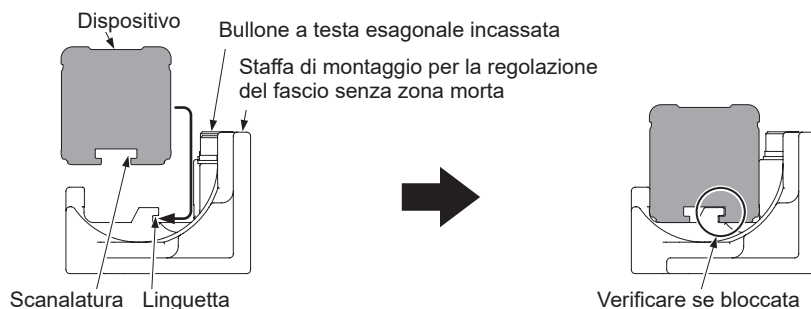 Dispositivo
Bullone a testa esagonale incassata
Staffa di montaggio per la regolazione
del fascio senza zona morta
Scanalatura
Linguetta
Verificare se bloccata